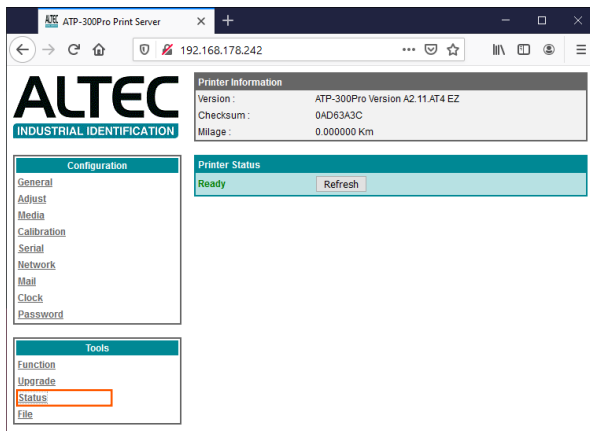 ALTEC ATP-300Pro Print Server
192.168.178.242
ALTEC
INDUSTRIAL IDENTIFICATION
Printer Information
Version : ATP-300Pro Version A2.11.AT4 EZ
Checksum : 0AD63A3C
Milage : 0.000000 Km
Configuration
General
Adjust
Media
Calibration
Serial
Network
Mail
Clock
Password
Printer Status
Ready Refresh
Tools
Function
Upgrade
Status
File